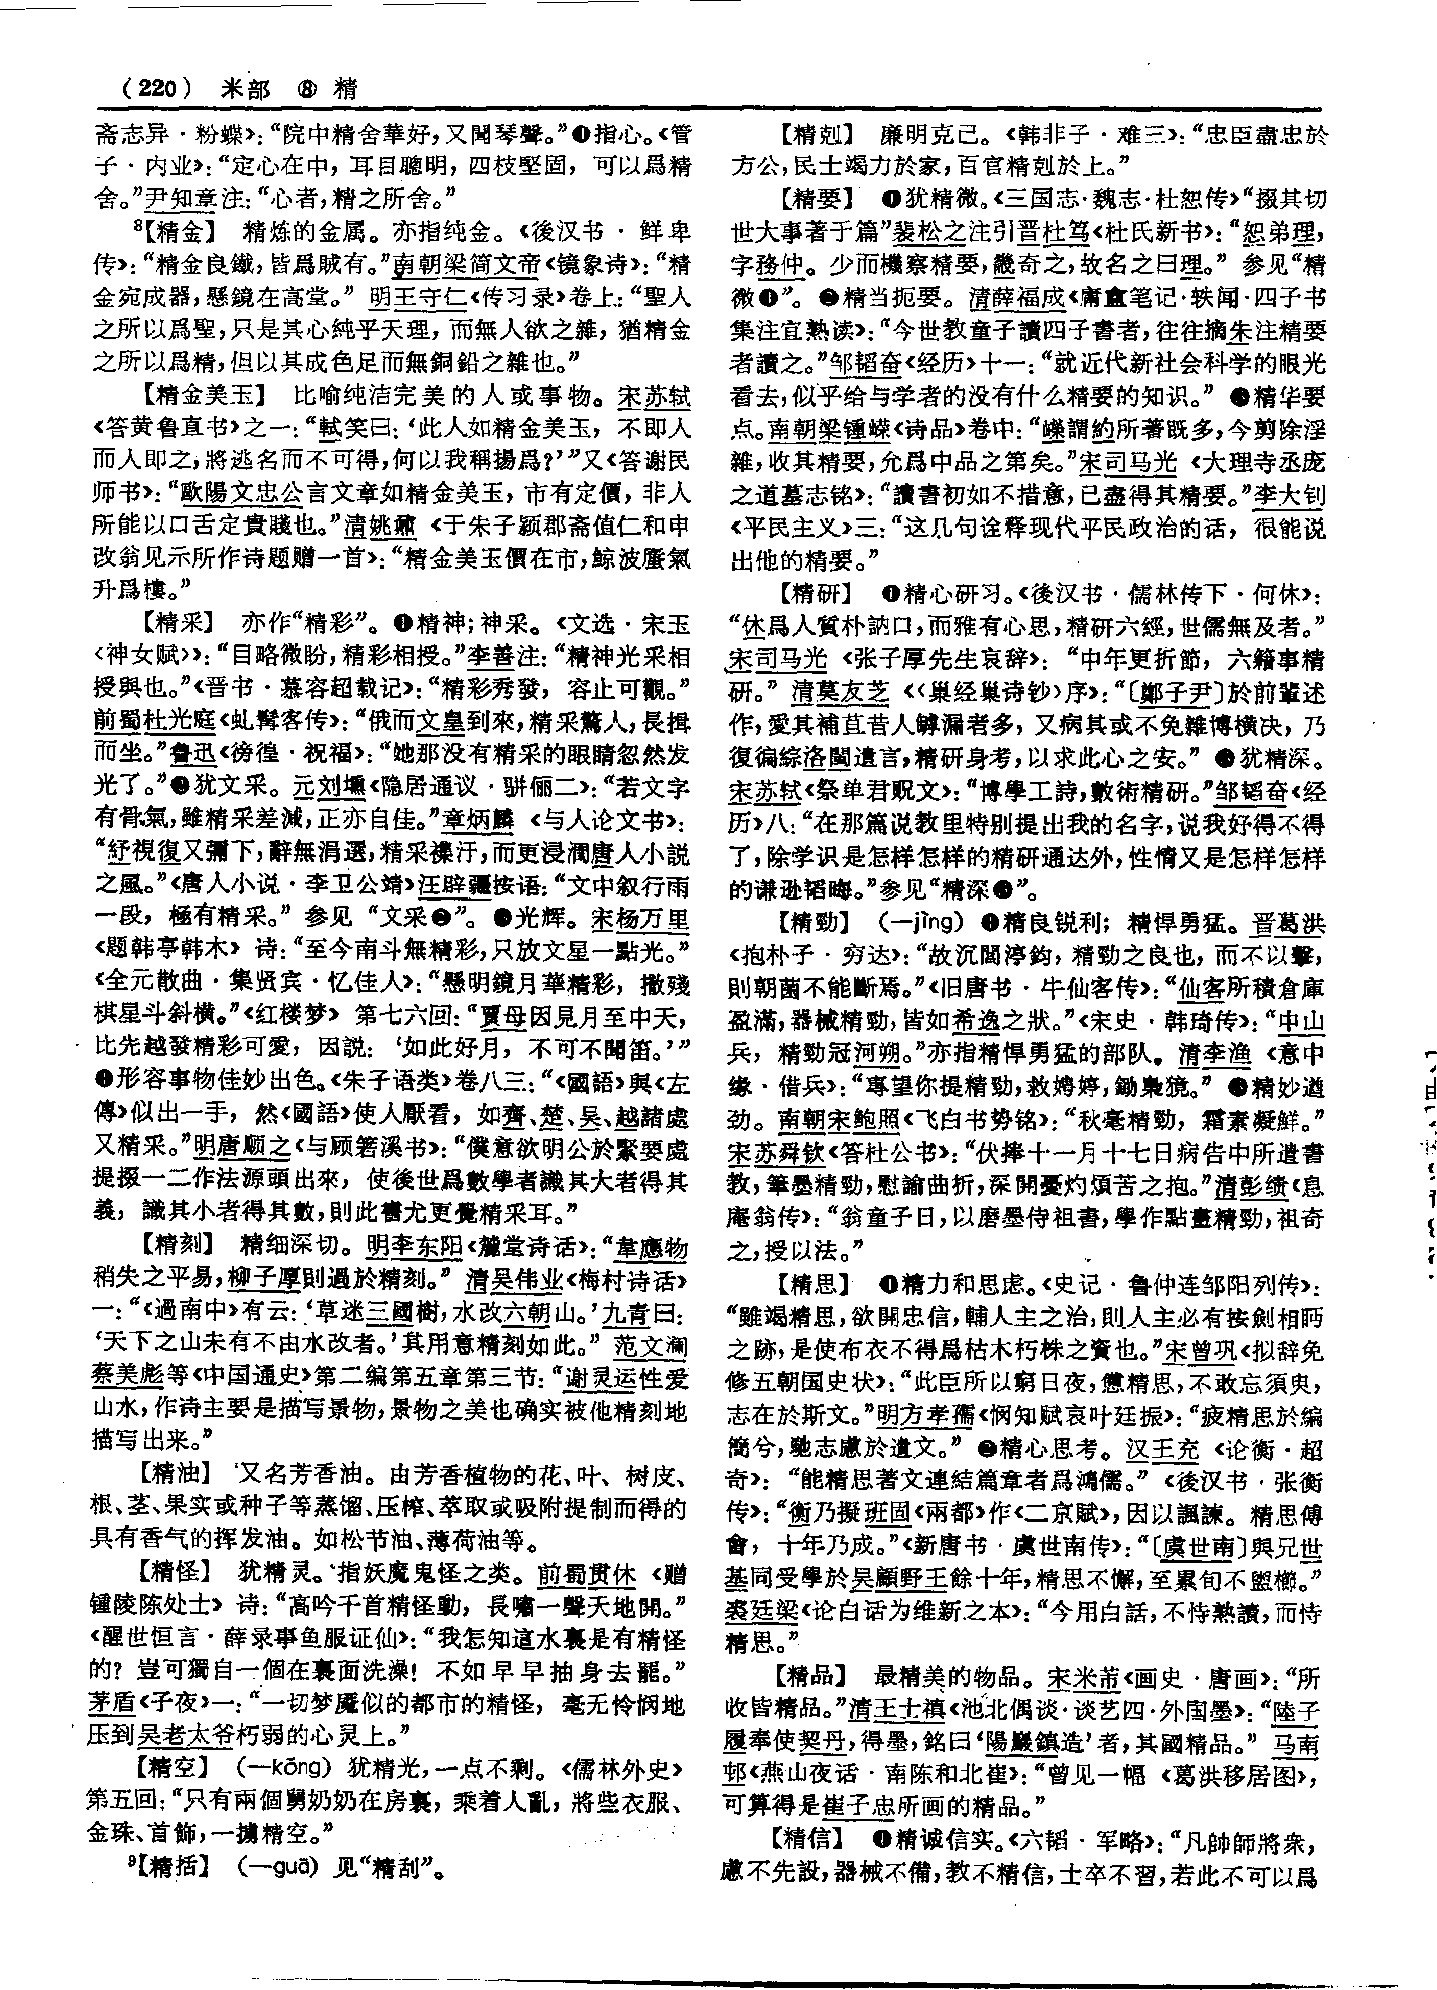 (220) 米部 ⑧ 精
斋志异·粉蝶》：“院中精舍華好，又聞琴聲。”❹指心。《管
子·内业》：“定心在中，耳目聰明，四枝堅固，可以爲精
舍。”尹知章注：“心者，精之所舍。”
⁸【精金】 精炼的金属。亦指纯金。《後汉书·鲜卑
传》：“精金良鐵，皆爲賊有。”南朝梁简文帝《镜象诗》：“精
金宛成器，懸鏡在高堂。” 明王守仁《传习录》卷上：“聖人
之所以爲聖，只是其心純乎天理，而無人欲之雜，猶精金
之所以爲精，但以其成色足而無銅鉛之雜也。”
【精金美玉】 比喻纯洁完美的人或事物。宋苏轼
《答黄鲁直书》之一：“軾笑曰：‘此人如精金美玉，不即人
而人即之，將逃名而不可得，何以我稱揚爲？’”又《答谢民
师书》：“歐陽文忠公言文章如精金美玉，市有定價，非人
所能以口舌定貴賤也。”清姚鼐《于朱子颖郡斋值仁和申
改翁见示所作诗题赠一首》：“精金美玉價在市，鯨波蜃氣
升爲樓。”
【精采】 亦作“精彩”。❶精神；神采。《文选·宋玉
〈神女赋〉》：“目略微盼，精彩相授。”李善注：“精神光采相
授與也。”《晋书·慕容超载记》：“精彩秀發，容止可觀。”
前蜀杜光庭《虬髯客传》：“俄而文皇到來，精采驚人，長揖
而坐。”鲁迅《徬徨·祝福》：“她那没有精采的眼睛忽然发
光了。”❷犹文采。元刘壎《隐居通议·骈俪二》：“若文字
有骨氣，雖精采差減，正亦自佳。”章炳麟《与人论文书》：
“紓視復又彌下，辭無涓選，精采襍汙，而更浸潤唐人小説
之風。”《唐人小说·李卫公靖》汪辟疆按语：“文中叙行雨
一段，極有精采。” 参见“文采❷”。❸光辉。宋杨万里
《题韩亭韩木》诗：“至今南斗無精彩，只放文星一點光。”
《全元散曲·集贤宾·忆佳人》：“懸明鏡月華精彩，撒殘
棋星斗斜横。”《红楼梦》第七六回：“賈母因見月至中天，
比先越發精彩可愛，因説：‘如此好月，不可不聞笛。’”
❹形容事物佳妙出色。《朱子语类》卷八三：“《國語》與《左
傳》似出一手，然《國語》使人厭看，如齊、楚、吴、越諸處
又精采。”明唐顺之《与顾箬溪书》：“僕意欲明公於緊要處
提掇一二作法源頭出來，使後世爲數學者識其大者得其
義，識其小者得其數，則此書尤更覺精采耳。”
【精刻】 精细深切。明李东阳《麓堂诗话》：“韋應物
稍失之平易，柳子厚則過於精刻。” 清吴伟业《梅村诗话》
一：“《過南中》有云：‘草迷三國樹，水改六朝山。’九青曰：
‘天下之山未有不由水改者。’其用意精刻如此。” 范文澜
蔡美彪等《中国通史》第二编第五章第三节：“谢灵运性爱
山水，作诗主要是描写景物，景物之美也确实被他精刻地
描写出来。”
【精油】 又名芳香油。由芳香植物的花、叶、树皮、
根、茎、果实或种子等蒸馏、压榨、萃取或吸附提制而得的
具有香气的挥发油。如松节油、薄荷油等。
【精怪】 犹精灵。指妖魔鬼怪之类。前蜀贯休《赠
锺陵陈处士》诗：“高吟千首精怪動，長嘯一聲天地開。”
《醒世恒言·薛录事鱼服证仙》：“我怎知這水裏是有精怪
的？豈可獨自一個在裏面洗澡！不如早早抽身去罷。”
茅盾《子夜》一：“一切梦魇似的都市的精怪，毫无怜悯地
压到吴老太爷朽弱的心灵上。”
【精空】（—kōng）犹精光，一点不剩。《儒林外史》
第五回：“只有兩個舅奶奶在房裏，乘着人亂，將些衣服、
金珠、首飾，一擄精空。”
⁹【精括】（—guā）见“精刮”。
【精剋】 廉明克己。《韩非子·难三》：“忠臣盡忠於
方公，民士竭力於家，百官精剋於上。”
【精要】 ❶犹精微。《三国志·魏志·杜恕传》“掇其切
世大事著于篇”裴松之注引晋杜笃《杜氏新书》：“恕弟理，
字務仲。少而機察精要，畿奇之，故名之曰理。” 参见“精
微❶”。❷精当扼要。清薛福成《庸盦笔记·轶闻·四子书
集注宜熟读》：“今世教童子讀四子書者，往往摘朱注精要
者讀之。”邹韬奋《经历》十一：“就近代新社会科学的眼光
看去，似乎给与学者的没有什么精要的知识。” ❸精华要
点。南朝梁锺嵘《诗品》卷中：“嶸謂約所著既多，今剪除淫
雜，收其精要，允爲中品之第矣。”宋司马光《大理寺丞庞
之道墓志铭》：“讀書初如不措意，已盡得其精要。”李大钊
《平民主义》三：“这几句诠释现代平民政治的话，很能说
出他的精要。”
【精研】 ❶精心研习。《後汉书·儒林传下·何休》：
“休爲人質朴訥口，而雅有心思，精研六經，世儒無及者。”
宋司马光《张子厚先生哀辞》：“中年更折節，六籍事精
研。” 清莫友芝《〈巢经巢诗钞〉序》：“〔鄭子尹〕於前輩述
作，愛其補苴昔人罅漏者多，又病其或不免雜博横决，乃
復徧綜洛閩遺言，精研身考，以求此心之安。” ❷犹精深。
宋苏轼《祭单君贶文》：“博學工詩，數術精研。”邹韬奋《经
历》八：“在那篇说教里特别提出我的名字，说我好得不得
了，除学识是怎样怎样的精研通达外，性情又是怎样怎样
的谦逊韬晦。”参见“精深❶”。
【精勁】（—jìng）❶精良锐利；精悍勇猛。晋葛洪
《抱朴子·穷达》：“故沉閭渟鈞，精勁之良也，而不以擊，
則朝菌不能斷焉。”《旧唐书·牛仙客传》：“仙客所積倉庫
盈滿，器械精勁，皆如希逸之狀。”《宋史·韩琦传》：“中山
兵，精勁冠河朔。”亦指精悍勇猛的部队。清李渔《意中
缘·借兵》：“專望你提精勁，救娉婷，鋤梟獍。” ❷精妙遒
劲。南朝宋鲍照《飞白书势铭》：“秋毫精勁，霜素凝鮮。”
宋苏舜钦《答杜公书》：“伏捧十一月十七日病告中所遣書
教，筆墨精勁，慰諭曲折，深開憂灼煩苦之抱。”清彭绩《息
庵翁传》：“翁童子日，以磨墨侍祖書，學作點畫精勁，祖奇
之，授以法。”
【精思】 ❶精力和思虑。《史记·鲁仲连邹阳列传》：
“雖竭精思，欲開忠信，輔人主之治，則人主必有按劍相眄
之跡，是使布衣不得爲枯木朽株之資也。”宋曾巩《拟辞免
修五朝国史状》：“此臣所以窮日夜，憊精思，不敢忘須臾，
志在於斯文。”明方孝孺《悯知赋哀叶廷振》：“疲精思於編
簡兮，馳志慮於遺文。” ❷精心思考。汉王充《论衡·超
奇》：“能精思著文連結篇章者爲鴻儒。”《後汉书·张衡
传》：“衡乃擬班固《兩都》作《二京賦》，因以諷諫。精思傅
會，十年乃成。”《新唐书·虞世南传》：“〔虞世南〕與兄世
基同受學於吴顧野王餘十年，精思不懈，至累旬不盥櫛。”
裘廷梁《论白话为维新之本》：“今用白話，不恃熟讀，而恃
精思。”
【精品】 最精美的物品。宋米芾《画史·唐画》：“所
收皆精品。”清王士禛《池北偶谈·谈艺四·外国墨》：“陸子
履奉使契丹，得墨，銘曰‘陽巖鎮造’者，其國精品。” 马南
邨《燕山夜话·南陈和北崔》：“曾见一幅《葛洪移居图》，
可算得是崔子忠所画的精品。”
【精信】 ❶精诚信实。《六韬·军略》：“凡帥師將衆，
慮不先設，器械不備，教不精信，士卒不習，若此不可以爲